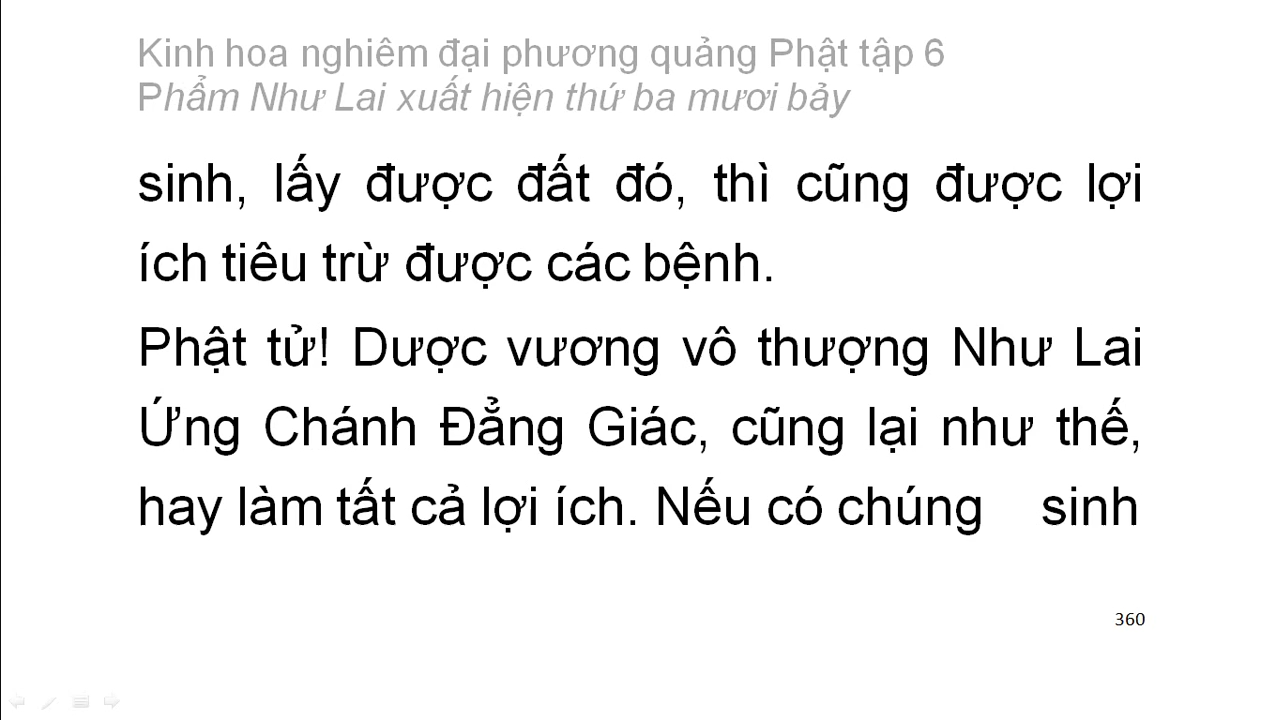 Kinh hoa nghiêm đại phương quảng Phật tập 6
Phẩm Như Lai xuất hiện thứ ba mươi bảy
sinh, lấy được đất đó, thì cũng được lợi
ích tiêu trừ được các bệnh.
Phật tử! Dược vương vô thượng Như Lai
Ứng Chánh Đẳng Giác, cũng lại như thế,
hay làm tất cả lợi ích. Nếu có chúng sinh
360